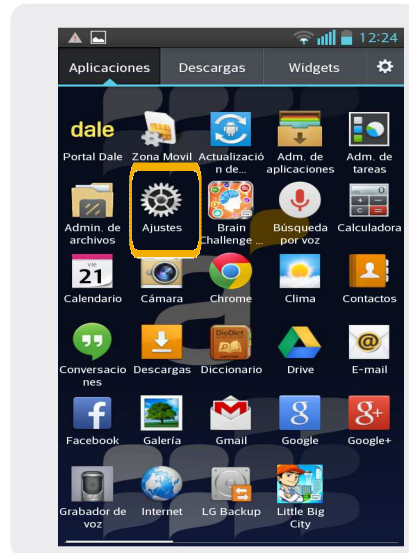 12:24
Aplicaciones Descargas Widgets
dale
Portal Dale Zona Movil Actualizació Adm. de Adm. de
n de... aplicaciones tareas
Admin. de Ajustes Brain Búsqueda Calculadora
archivos Challenge ... por voz
vie
21
Calendario Cámara Chrome Clima Contactos
DioDict
Conversacio Descargas Diccionario Drive E-mail
nes
Facebook Galería Gmail Google Google+
Grabador de Internet LG Backup Little Big
voz City